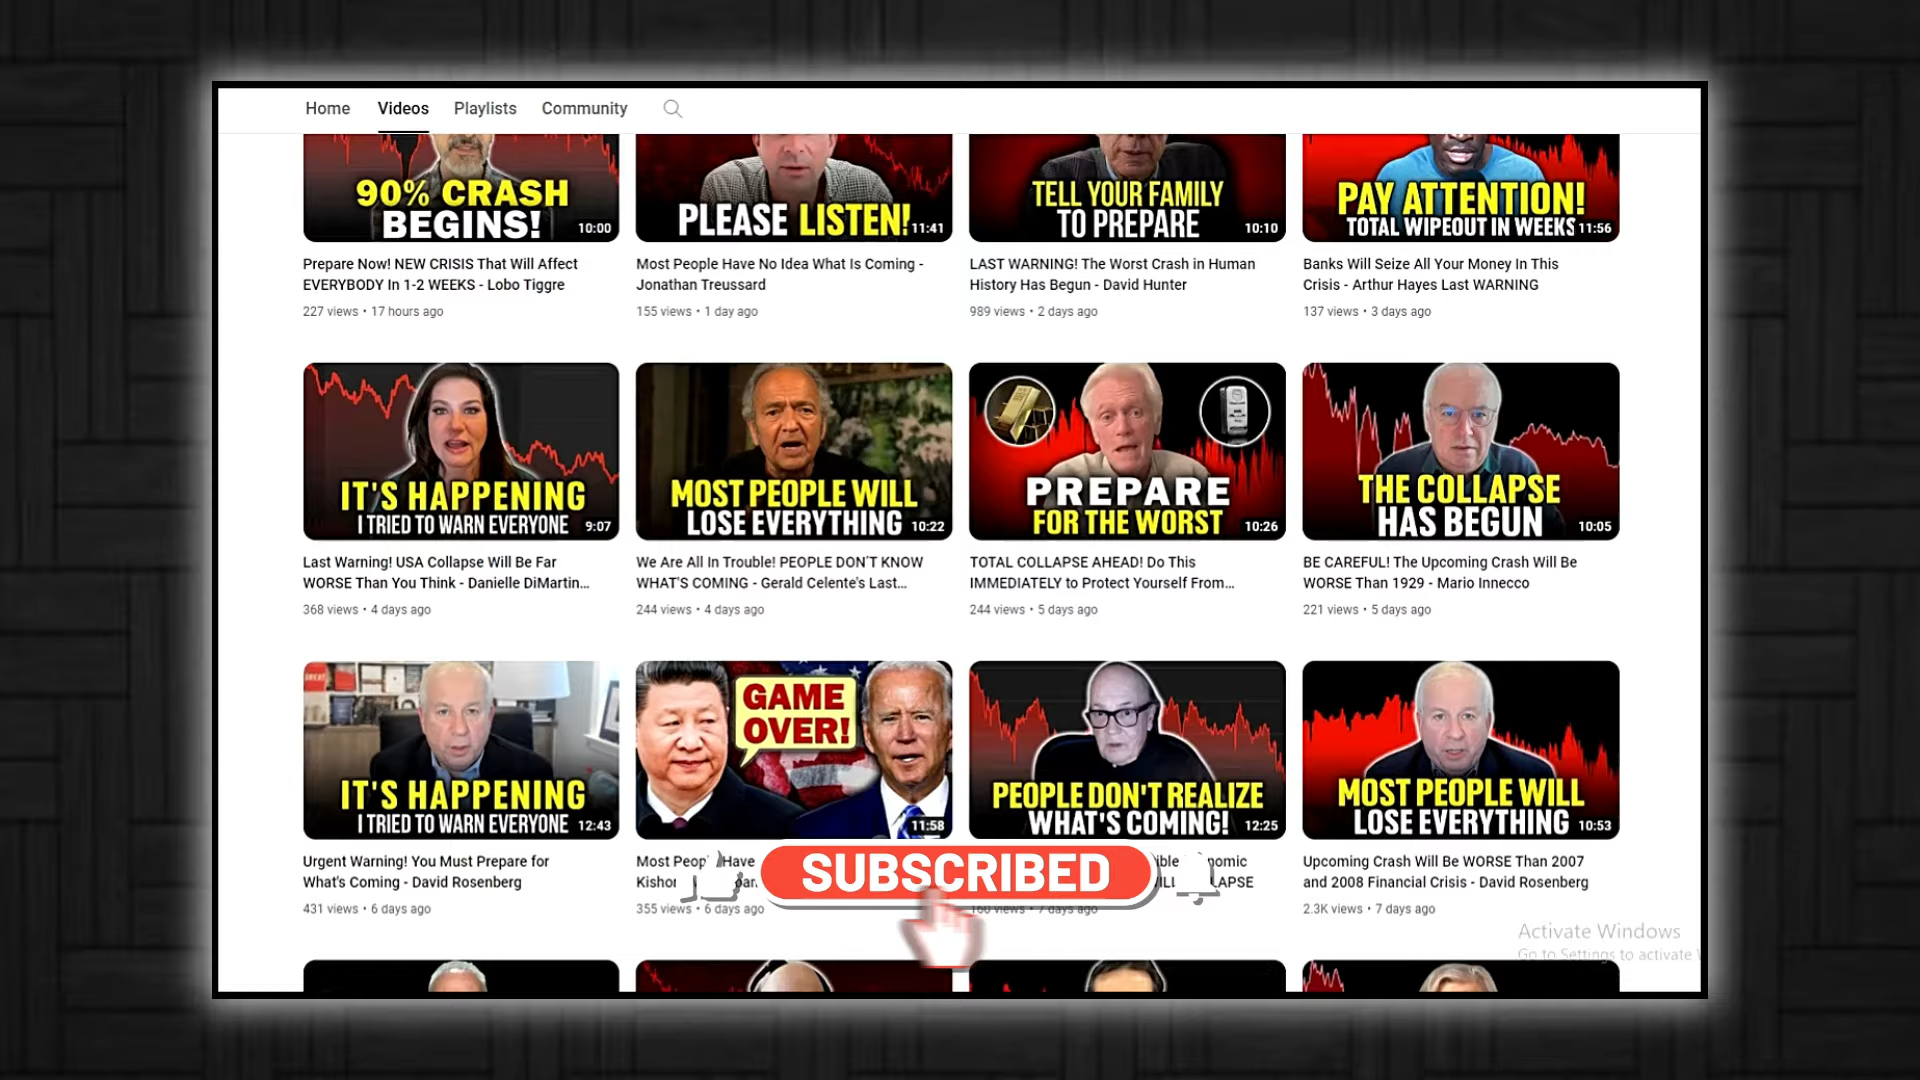 Home Videos Playlists Community
90% CRASH
BEGINS!
10:00
PLEASE LISTEN!
11:41
TELL YOUR FAMILY
TO PREPARE
10:10
PAY ATTENTION!
TOTAL WIPEOUT IN WEEKS
11:56
Prepare Now! NEW CRISIS That Will Affect
EVERYBODY In 1-2 WEEKS - Lobo Tiggre
227 views • 17 hours ago
Most People Have No Idea What Is Coming -
Jonathan Treussard
155 views • 1 day ago
LAST WARNING! The Worst Crash in Human
History Has Begun - David Hunter
989 views • 2 days ago
Banks Will Seize All Your Money In This
Crisis - Arthur Hayes Last WARNING
137 views • 3 days ago
IT'S HAPPENING
I TRIED TO WARN EVERYONE
9:07
MOST PEOPLE WILL
LOSE EVERYTHING
10:22
PREPARE
FOR THE WORST
10:26
THE COLLAPSE
HAS BEGUN
10:05
Last Warning! USA Collapse Will Be Far
WORSE Than You Think - Danielle DiMartin...
368 views • 4 days ago
We Are All In Trouble! PEOPLE DON'T KNOW
WHAT'S COMING - Gerald Celente's Last...
244 views • 4 days ago
TOTAL COLLAPSE AHEAD! Do This
IMMEDIATELY to Protect Yourself From...
244 views • 5 days ago
BE CAREFUL! The Upcoming Crash Will Be
WORSE Than 1929 - Mario Innecco
221 views • 5 days ago
IT'S HAPPENING
I TRIED TO WARN EVERYONE
12:43
GAME
OVER!
11:58
PEOPLE DON'T REALIZE
WHAT'S COMING!
12:25
MOST PEOPLE WILL
LOSE EVERYTHING
10:53
Urgent Warning! You Must Prepare for
What's Coming - David Rosenberg
431 views • 6 days ago
Most Have
355 views • 6 days ago
160 views • 7 days ago
Upcoming Crash Will Be WORSE Than 2007
and 2008 Financial Crisis - David Rosenberg
2.3K views • 7 days ago
SUBSCRIBED
Activate Windows
Go to Settings to activate